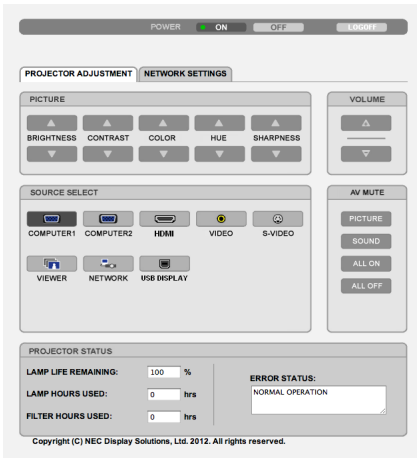 POWER ON OFF LOGOFF
PROJECTOR ADJUSTMENT NETWORK SETTINGS
PICTURE
BRIGHTNESS CONTRAST COLOR HUE SHARPNESS
VOLUME
SOURCE SELECT
COMPUTER1 COMPUTER2 HDMI VIDEO S-VIDEO
VIEWER NETWORK USB DISPLAY
AV MUTE
PICTURE
SOUND
ALL ON
ALL OFF
PROJECTOR STATUS
LAMP LIFE REMAINING: 100 %
LAMP HOURS USED: 0 hrs
FILTER HOURS USED: 0 hrs
ERROR STATUS:
NORMAL OPERATION
Copyright (C) NEC Display Solutions, Ltd. 2012. All rights reserved.